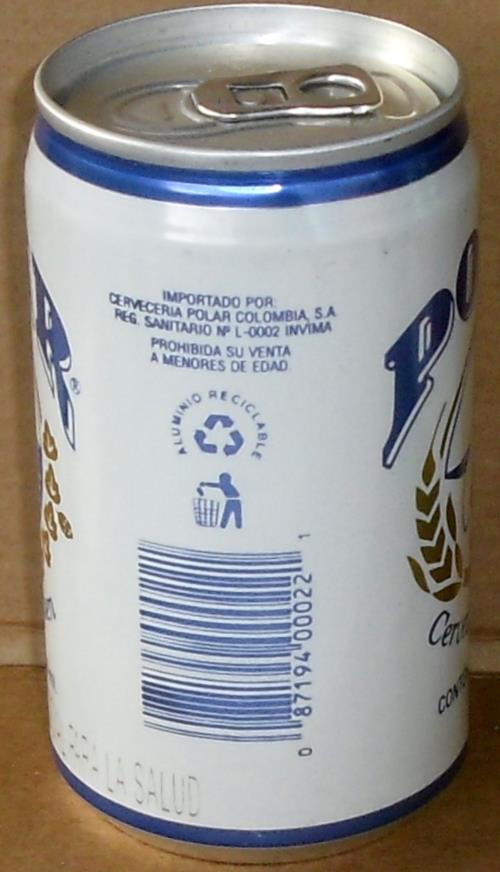 IMPORTADO POR:
CERVECERIA POLAR COLOMBIA, S.A.
REG. SANITARIO Nº L-0002 INVIMA
PROHIBIDA SU VENTA
A MENORES DE EDAD.
ALUMINIO RECICLABLE
0 87194 00022 1
LA SALUD